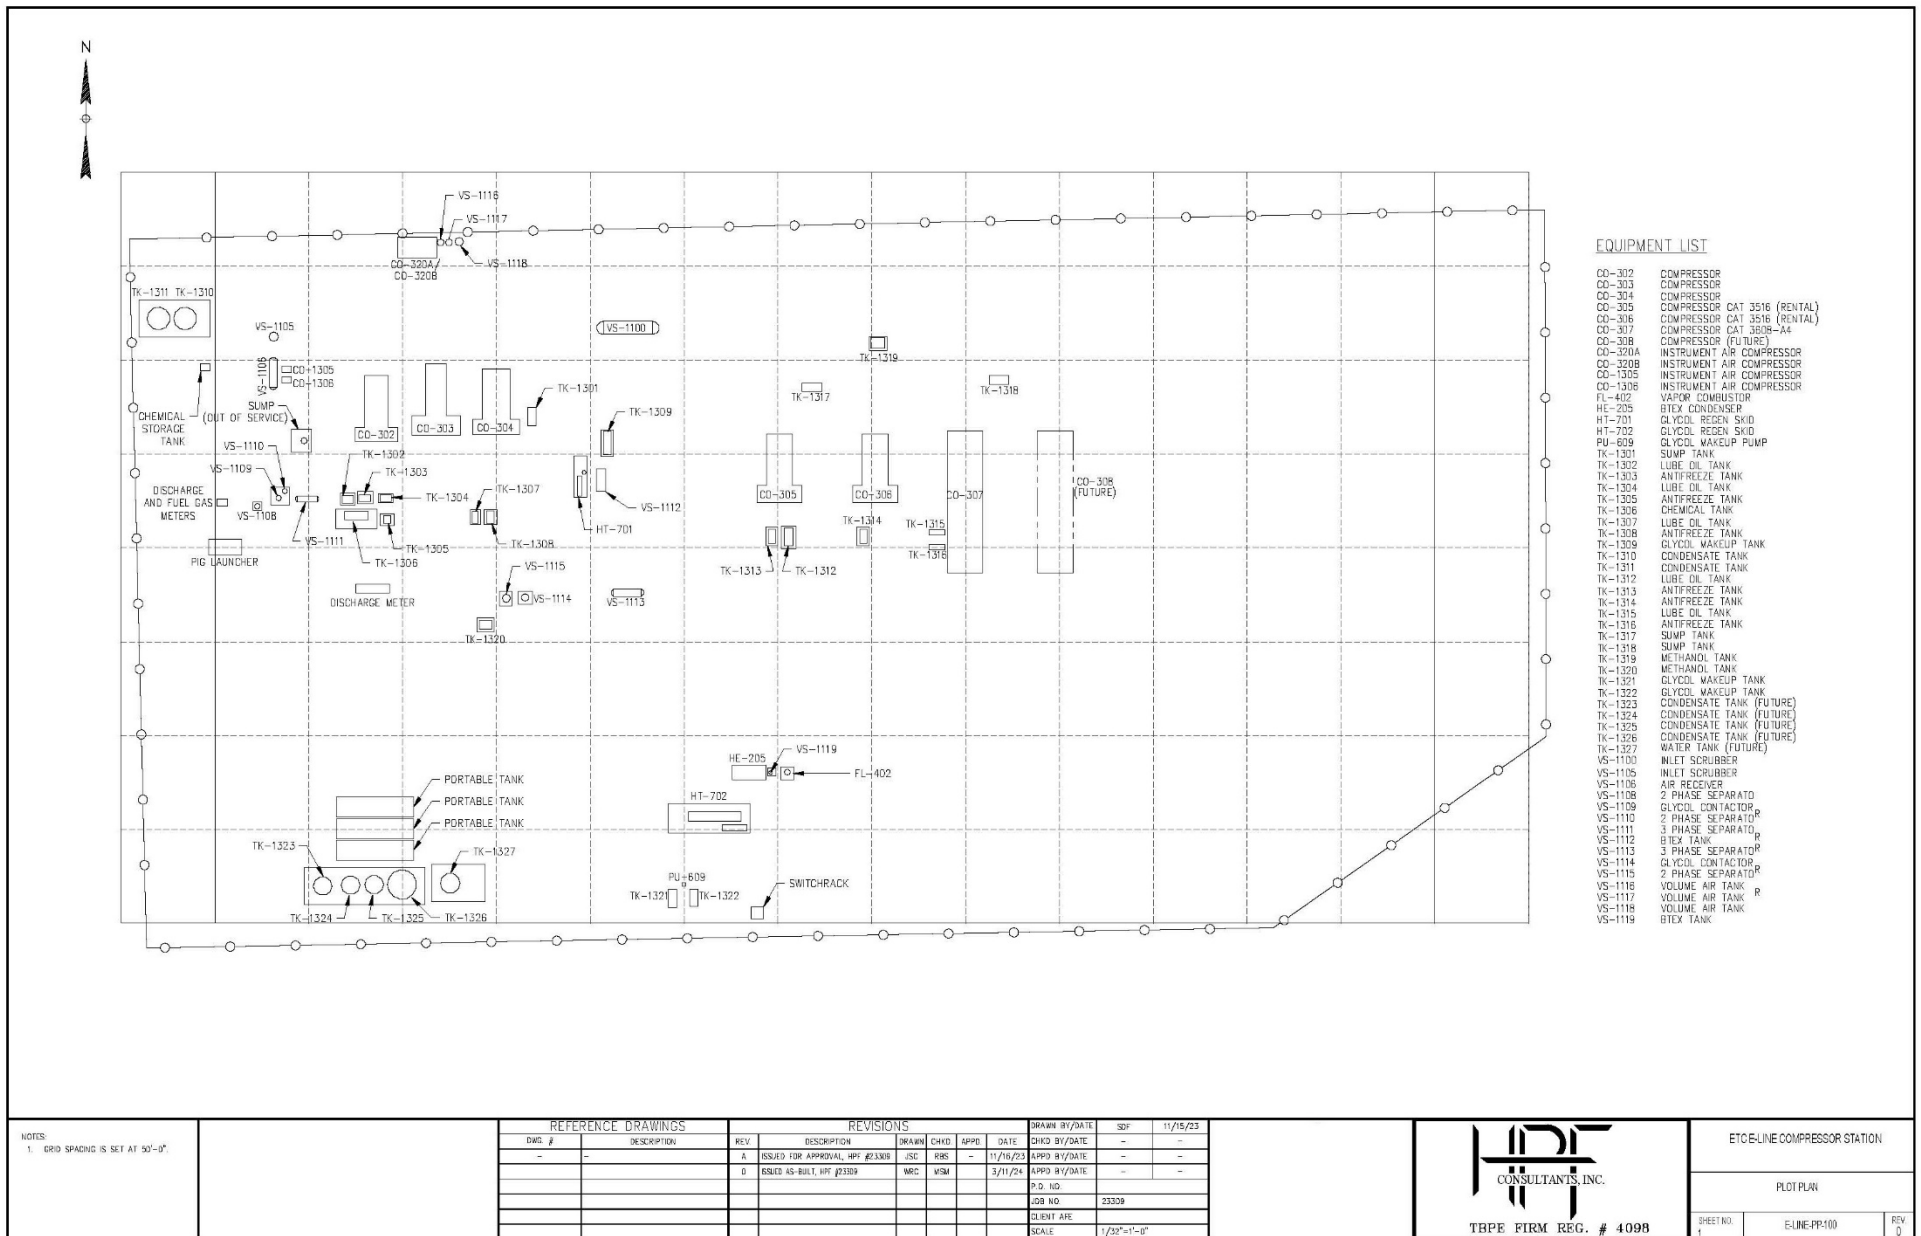 N
VS-1116
VS-1117
VS-1118
CO-320A
CO-320B
TK-1311 TK-1310
VS-1105
VS-1100
TK-1319
VS-1106
CO-1305
CO-1306
TK-1301
TK-1317
TK-1318
SUMP
(OUT OF SERVICE)
CHEMICAL
STORAGE
TANK
TK-1309
CO-302
CO-303
CO-304
VS-1110
VS-1109
TK-1302
TK-1303
TK-1304
TK-1307
VS-1112
CO-305
CO-306
CO-307
CO-308
(FUTURE)
DISCHARGE
AND FUEL GAS
METERS
VS-1108
VS-1111
HT-701
TK-1314
TK-1315
TK-1316
TK-1305
TK-1308
PIG LAUNCHER
TK-1306
VS-1115
TK-1313
TK-1312
DISCHARGE METER
VS-1114
VS-1113
TK-1320
VS-1119
HE-205
FL-402
PORTABLE TANK
PORTABLE TANK
PORTABLE TANK
HT-702
TK-1323
TK-1327
PU-609
TK-1321
TK-1322
SWITCHRACK
TK-1324
TK-1325
TK-1326
EQUIPMENT LIST
CO-302 COMPRESSOR
CO-303 COMPRESSOR
CO-304 COMPRESSOR
CO-305 COMPRESSOR CAT 3516 (RENTAL)
CO-306 COMPRESSOR CAT 3516 (RENTAL)
CO-307 COMPRESSOR CAT 3608-A4
CO-308 COMPRESSOR (FUTURE)
CO-320A INSTRUMENT AIR COMPRESSOR
CO-320B INSTRUMENT AIR COMPRESSOR
CO-1305 INSTRUMENT AIR COMPRESSOR
CO-1306 INSTRUMENT AIR COMPRESSOR
FL-402 VAPOR COMBUSTOR
HE-205 BTEX CONDENSER
HT-701 GLYCOL REGEN SKID
HT-702 GLYCOL REGEN SKID
PU-609 GLYCOL MAKEUP PUMP
TK-1301 SUMP TANK
TK-1302 LUBE OIL TANK
TK-1303 ANTIFREEZE TANK
TK-1304 LUBE OIL TANK
TK-1305 ANTIFREEZE TANK
TK-1306 CHEMICAL TANK
TK-1307 LUBE OIL TANK
TK-1308 ANTIFREEZE TANK
TK-1309 GLYCOL MAKEUP TANK
TK-1310 CONDENSATE TANK
TK-1311 CONDENSATE TANK
TK-1312 LUBE OIL TANK
TK-1313 ANTIFREEZE TANK
TK-1314 ANTIFREEZE TANK
TK-1315 LUBE OIL TANK
TK-1316 ANTIFREEZE TANK
TK-1317 SUMP TANK
TK-1318 SUMP TANK
TK-1319 METHANOL TANK
TK-1320 METHANOL TANK
TK-1321 GLYCOL MAKEUP TANK
TK-1322 GLYCOL MAKEUP TANK
TK-1323 CONDENSATE TANK (FUTURE)
TK-1324 CONDENSATE TANK (FUTURE)
TK-1325 CONDENSATE TANK (FUTURE)
TK-1326 CONDENSATE TANK (FUTURE)
TK-1327 WATER TANK (FUTURE)
VS-1100 INLET SCRUBBER
VS-1105 INLET SCRUBBER
VS-1106 AIR RECEIVER
VS-1108 2 PHASE SEPARATO
VS-1109 GLYCOL CONTACTOR
R
VS-1110 2 PHASE SEPARATO
VS-1111 3 PHASE SEPARATO
R
VS-1112 BTEX TANK
R
VS-1113 3 PHASE SEPARATO
VS-1114 GLYCOL CONTACTOR
R
VS-1115 2 PHASE SEPARATO
VS-1116 VOLUME AIR TANK
R
VS-1117 VOLUME AIR TANK
VS-1118 VOLUME AIR TANK
VS-1119 BTEX TANK
NOTES:
1. GRID SPACING IS SET AT 50'-0".
REFERENCE DRAWINGS
DWG. # DESCRIPTION
- -
REVISIONS
REV. DESCRIPTION DRAWN CHKD. APPD. DATE
A ISSUED FOR APPROVAL, HPF #23309 JSC RBS - 11/16/23
0 ISSUED AS-BUILT, HPF #23309 WRC MSM 3/11/24
DRAWN BY/DATE SDF 11/15/23
CHKD BY/DATE - -
APPD BY/DATE - -
APPD BY/DATE - -
P.O. NO.
JOB NO. 23309
CLIENT AFE
SCALE 1/32"=1'-0"
HPF
CONSULTANTS, INC.
TBPE FIRM REG. # 4098
ETC E-LINE COMPRESSOR STATION
PLOT PLAN
SHEET NO.
1
E-LINE-PP-100
REV.
0